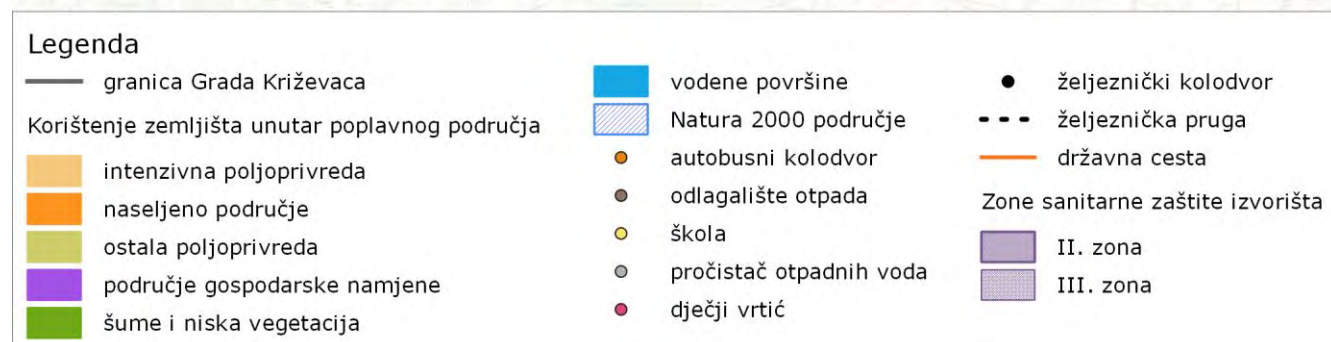 Legenda
granica Grada Križevaca
Korištenje zemljišta unutar poplavnog područja
intenzivna poljoprivreda
naseljeno područje
ostala poljoprivreda
područje gospodarske namjene
šume i niska vegetacija
vodene površine
Natura 2000 područje
autobusni kolodvor
odlagalište otpada
škola
pročistač otpadnih voda
dječji vrtić
željeznički kolodvor
željeznička pruga
državna cesta
Zone sanitarne zaštite izvorišta
II. zona
III. zona